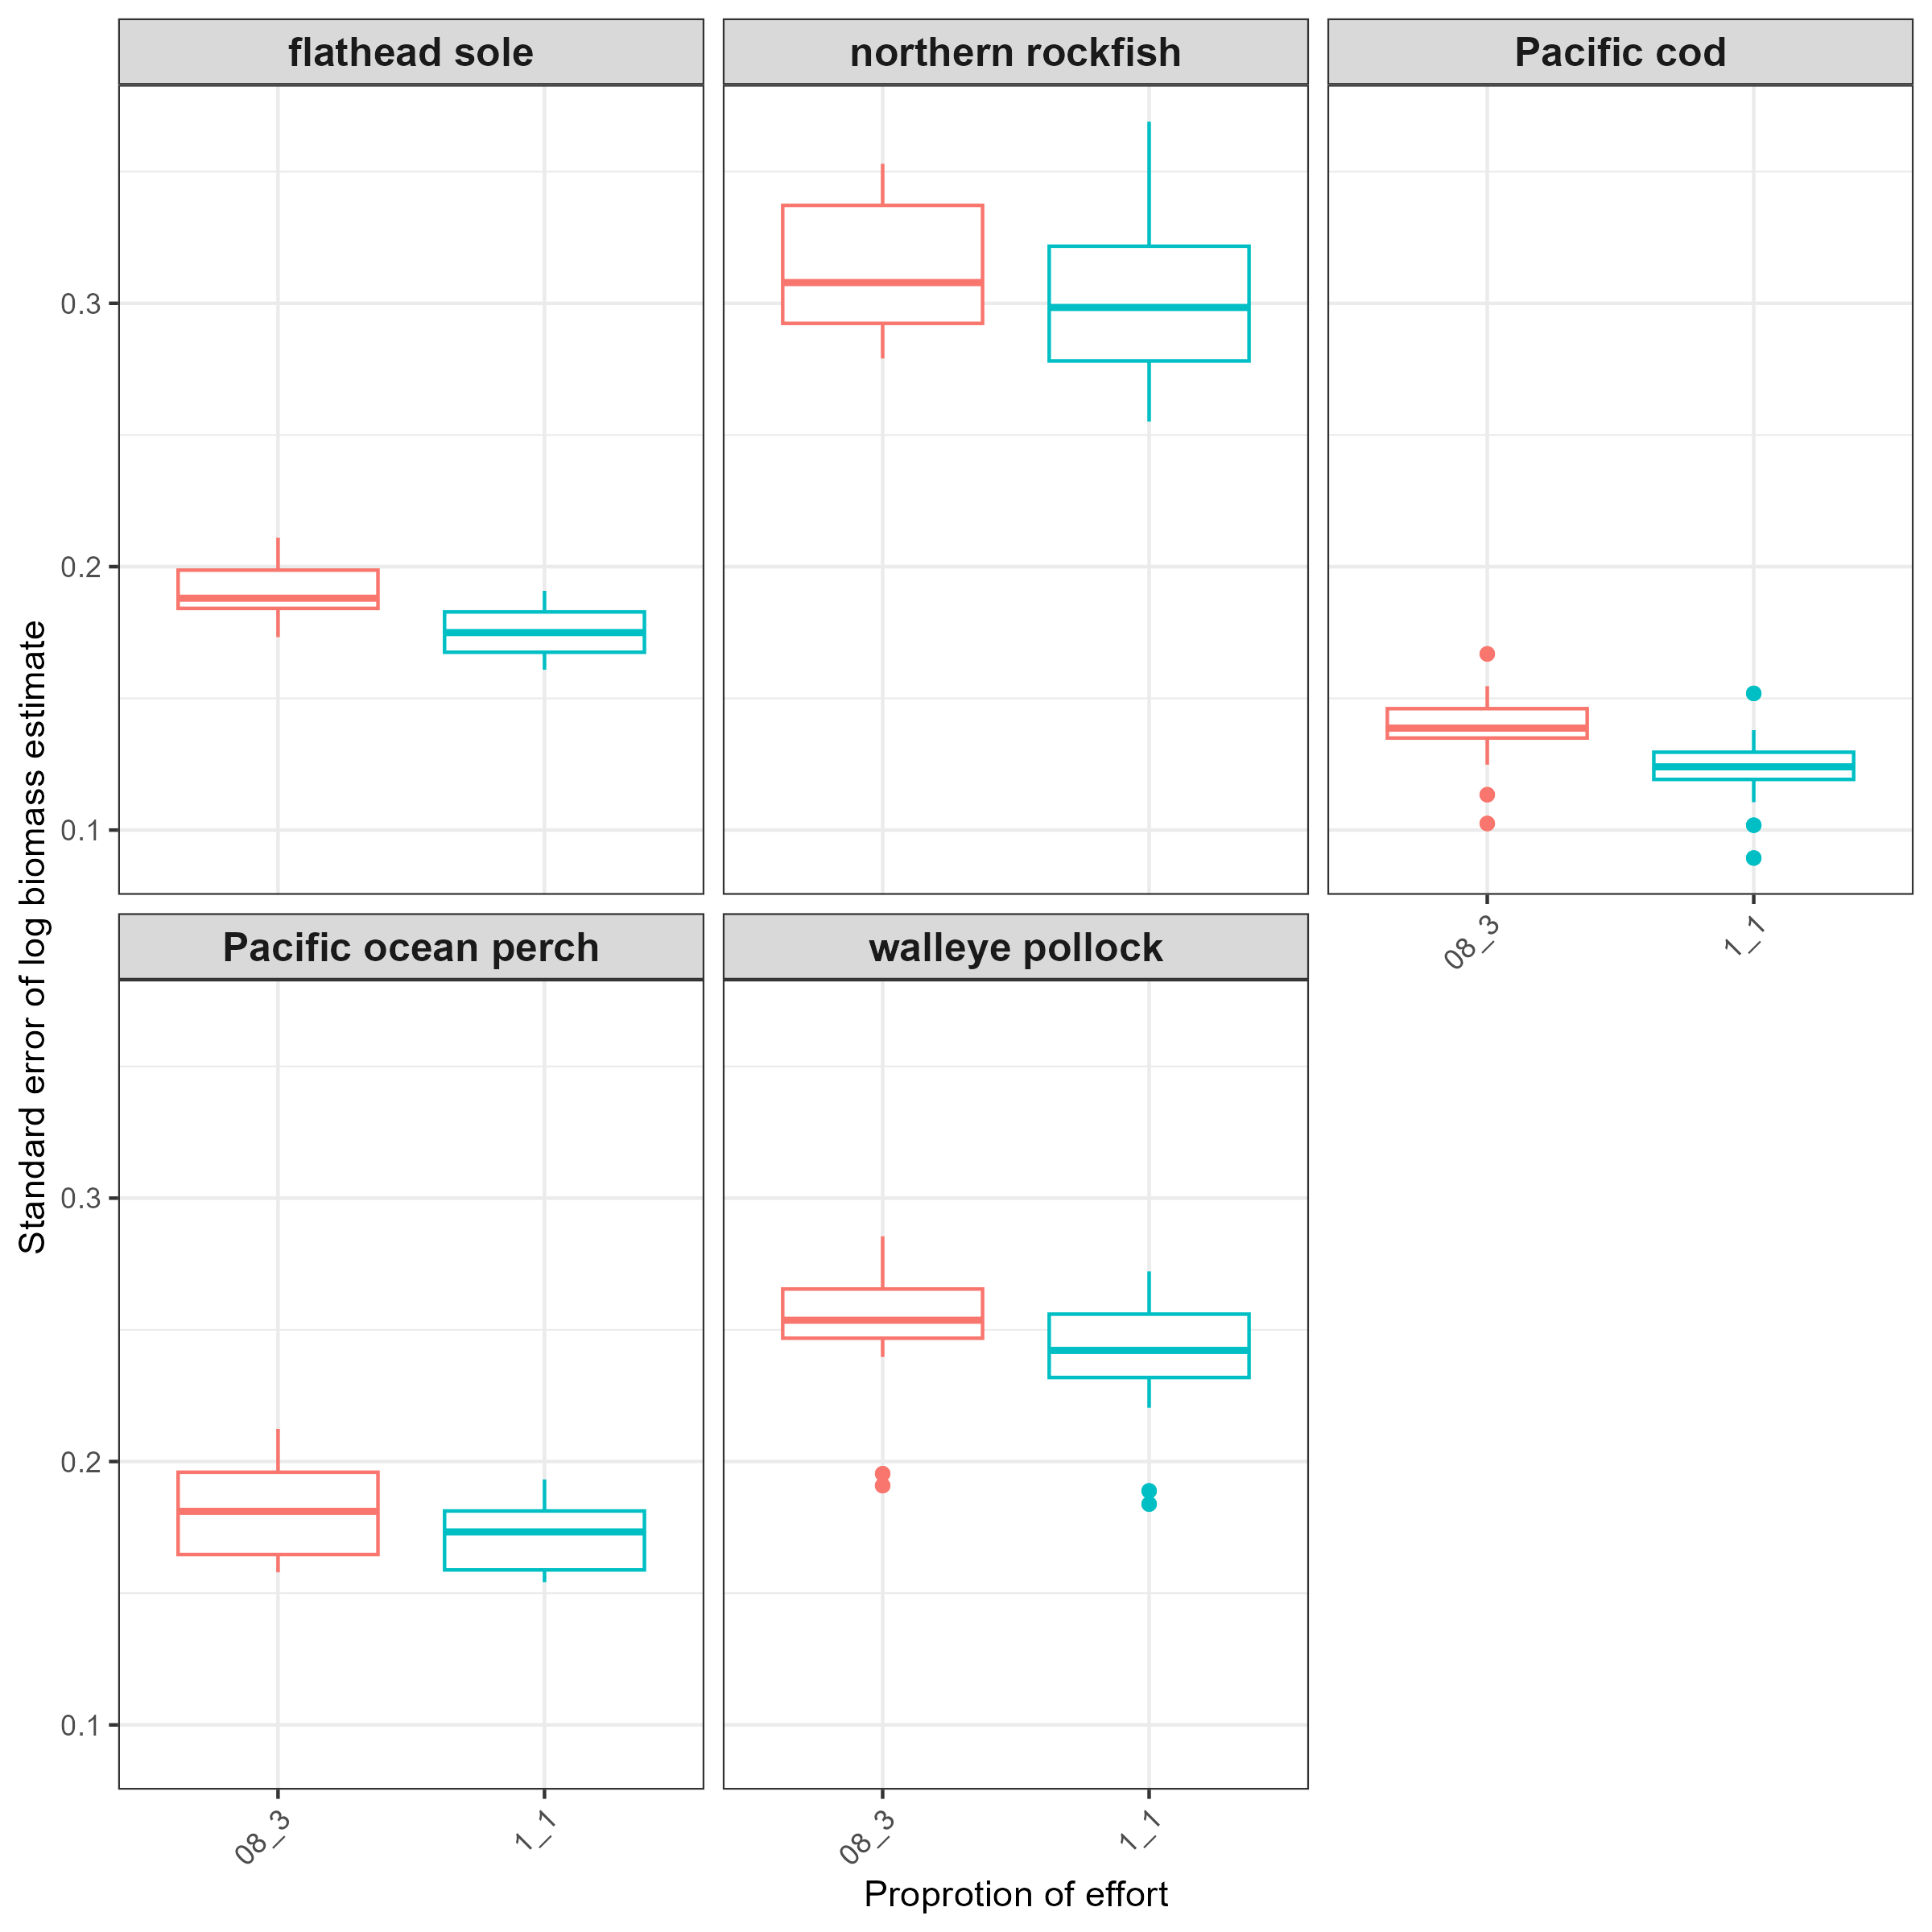 flathead sole
northern rockfish
Pacific cod
0.3
0.2
0.1
08_3
1_1
Standard error of log biomass estimate
Pacific ocean perch
walleye pollock
0.3
0.2
0.1
08_3
1_1
08_3
1_1
Proprotion of effort